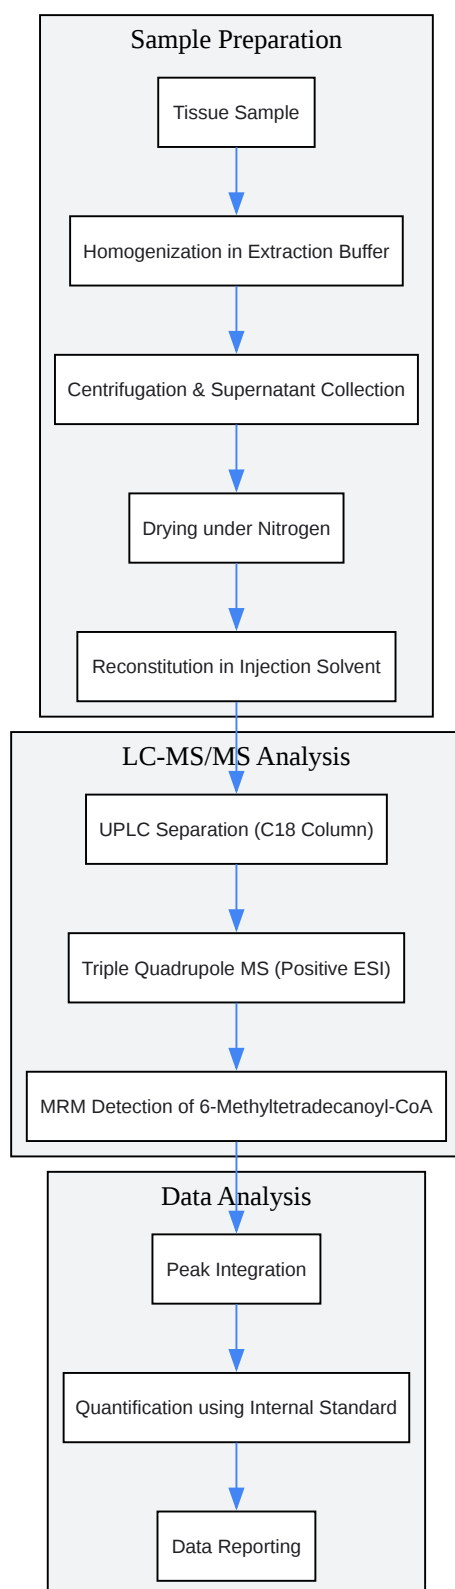 Sample Preparation
Tissue Sample
Homogenization in Extraction Buffer
Centrifugation & Supernatant Collection
Drying under Nitrogen
Reconstitution in Injection Solvent
LC-MS/MS Analysis
UPLC Separation (C18 Column)
Triple Quadrupole MS (Positive ESI)
MRM Detection of 6-Methyltetradecanoyl-CoA
Data Analysis
Peak Integration
Quantification using Internal Standard
Data Reporting